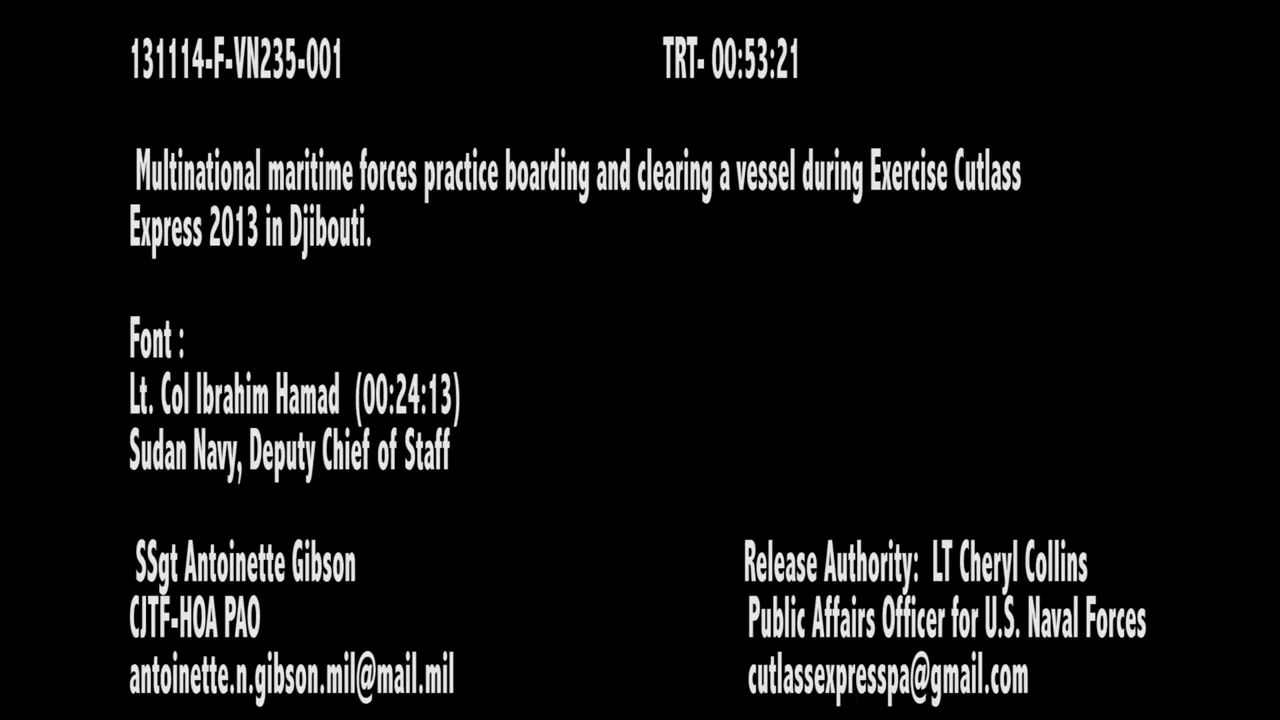 131114-F-VN235-001 TRT- 00:53:21
Multinational maritime forces practice boarding and clearing a vessel during Exercise Cutlass
Express 2013 in Djibouti.
Font :
Lt. Col Ibrahim Hamad (00:24:13)
Sudan Navy, Deputy Chief of Staff
SSgt Antoinette Gibson
CJTF-HOA PAO
antoinette.n.gibson.mil@mail.mil
Release Authority: LT Cheryl Collins
Public Affairs Officer for U.S. Naval Forces
cutlassexpresspa@gmail.com